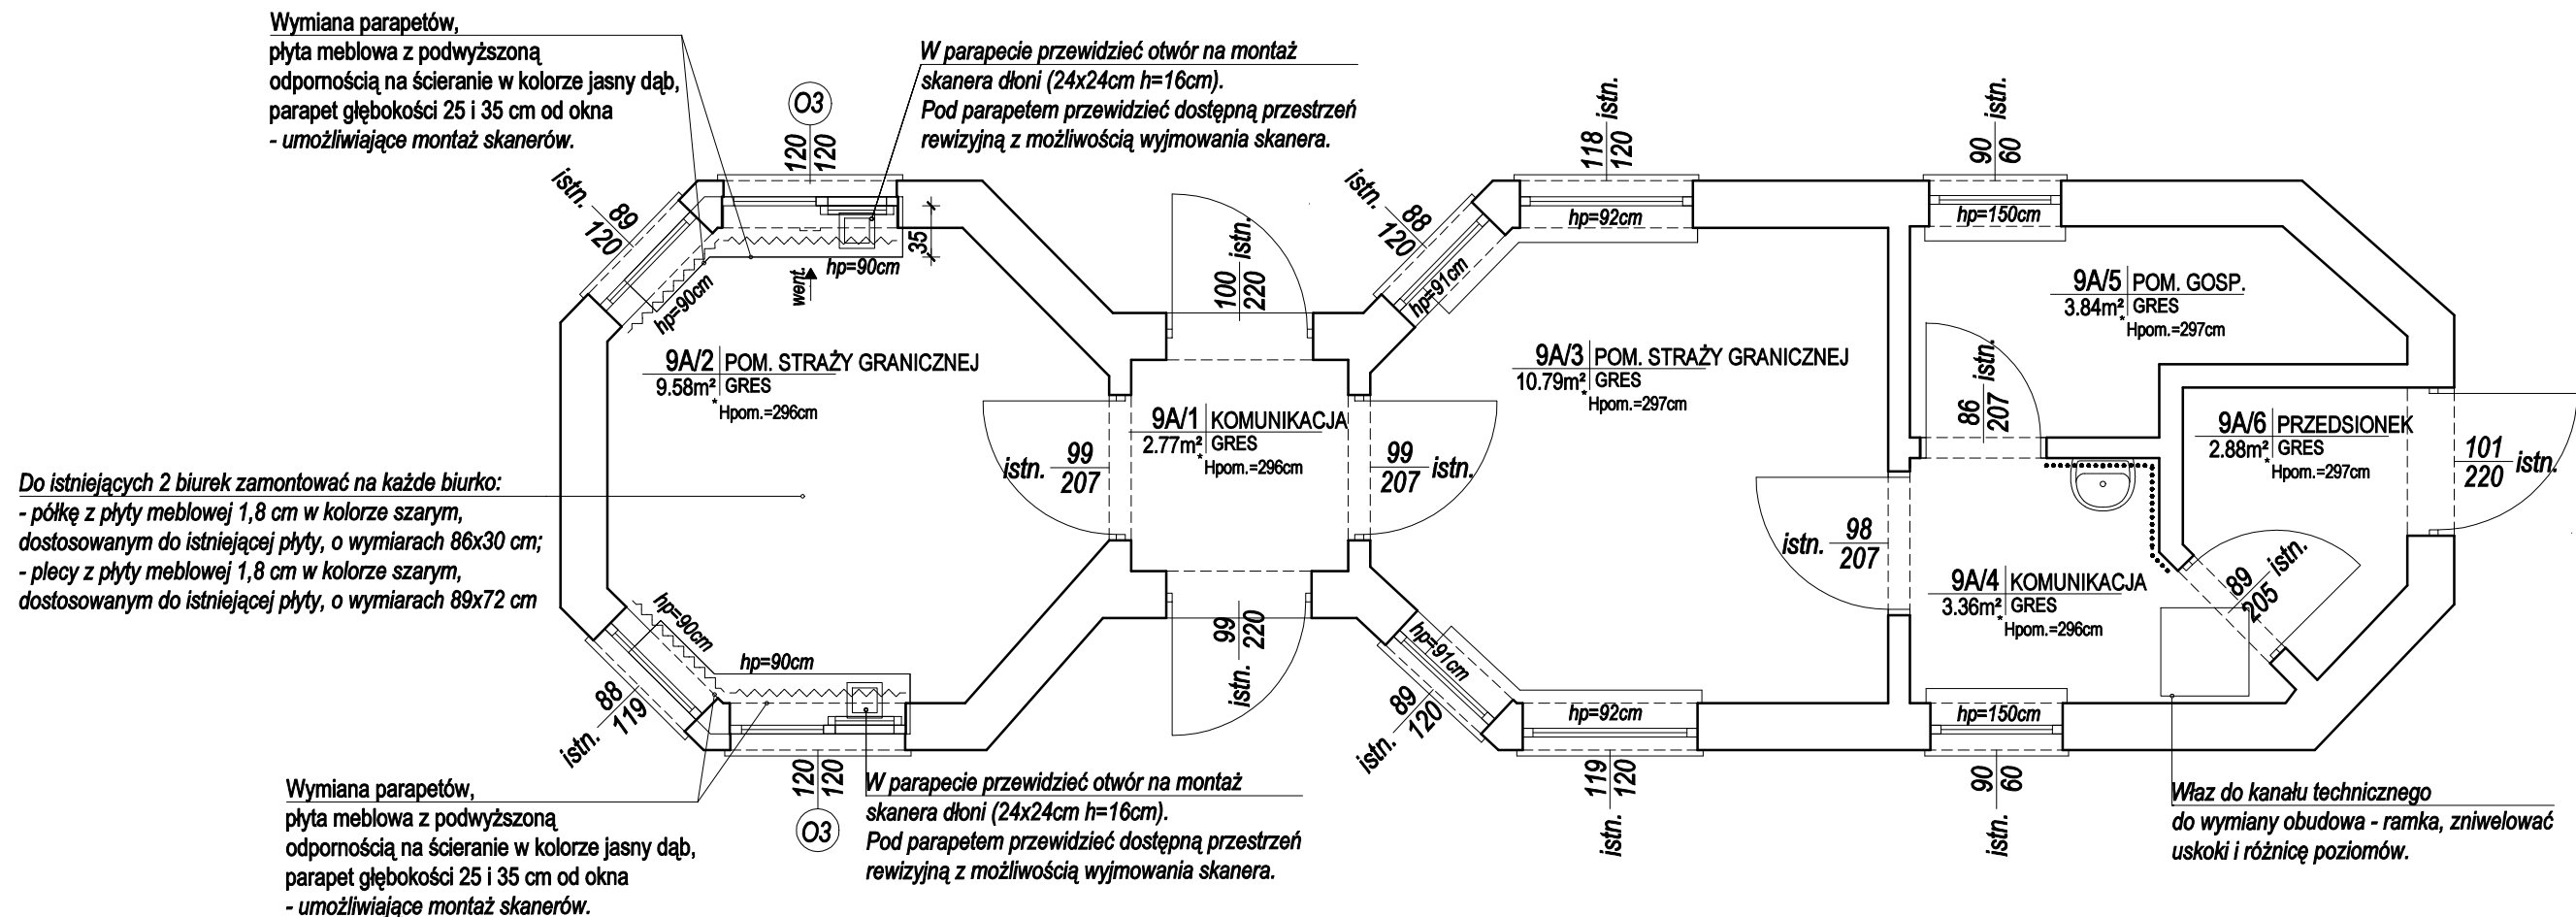 Wymiana parapetów,
płyta meblowa z podwyższoną
odpornością na ścieranie w kolorze jasny dąb,
parapet głębokości 25 i 35 cm od okna
- umożliwiające montaż skanerów.
W parapecie przewidzieć otwór na montaż
skanera dłoni (24x24cm h=16cm).
Pod parapetem przewidzieć dostępną przestrzeń
rewizyjną z możliwością wyjmowania skanera.
O3
120
120
istn.
89
120
hp=90cm
hp=90cm
went.
35
istn.
88
120
hp=91cm
118
120
istn.
hp=92cm
90
60
istn.
hp=150cm
100
220
istn.
9A/2 POM. STRAŻY GRANICZNEJ
9.58m² GRES
* Hpom.=296cm
9A/1 KOMUNIKACJA
2.77m² GRES
* Hpom.=296cm
9A/3 POM. STRAŻY GRANICZNEJ
10.79m² GRES
* Hpom.=297cm
9A/5 POM. GOSP.
3.84m² GRES
* Hpom.=297cm
9A/6 PRZEDSIONEK
2.88m² GRES
* Hpom.=297cm
9A/4 KOMUNIKACJA
3.36m² GRES
* Hpom.=296cm
istn.
99
207
99
207
istn.
86
207
istn.
istn.
98
207
101
220
istn.
89
205
istn.
Do istniejących 2 biurek zamontować na każde biurko:
- półkę z płyty meblowej 1,8 cm w kolorze szarym,
dostosowanym do istniejącej płyty, o wymiarach 86x30 cm;
- plecy z płyty meblowej 1,8 cm w kolorze szarym,
dostosowanym do istniejącej płyty, o wymiarach 89x72 cm
hp=90cm
hp=90cm
istn.
88
119
120
120
O3
istn.
99
220
hp=91cm
istn.
89
120
hp=92cm
119
120
istn.
hp=150cm
90
60
istn.
Wymiana parapetów,
płyta meblowa z podwyższoną
odpornością na ścieranie w kolorze jasny dąb,
parapet głębokości 25 i 35 cm od okna
- umożliwiające montaż skanerów.
W parapecie przewidzieć otwór na montaż
skanera dłoni (24x24cm h=16cm).
Pod parapetem przewidzieć dostępną przestrzeń
rewizyjną z możliwością wyjmowania skanera.
Właz do kanału technicznego
do wymiany obudowa - ramka, zniwelować
uskoki i różnicę poziomów.